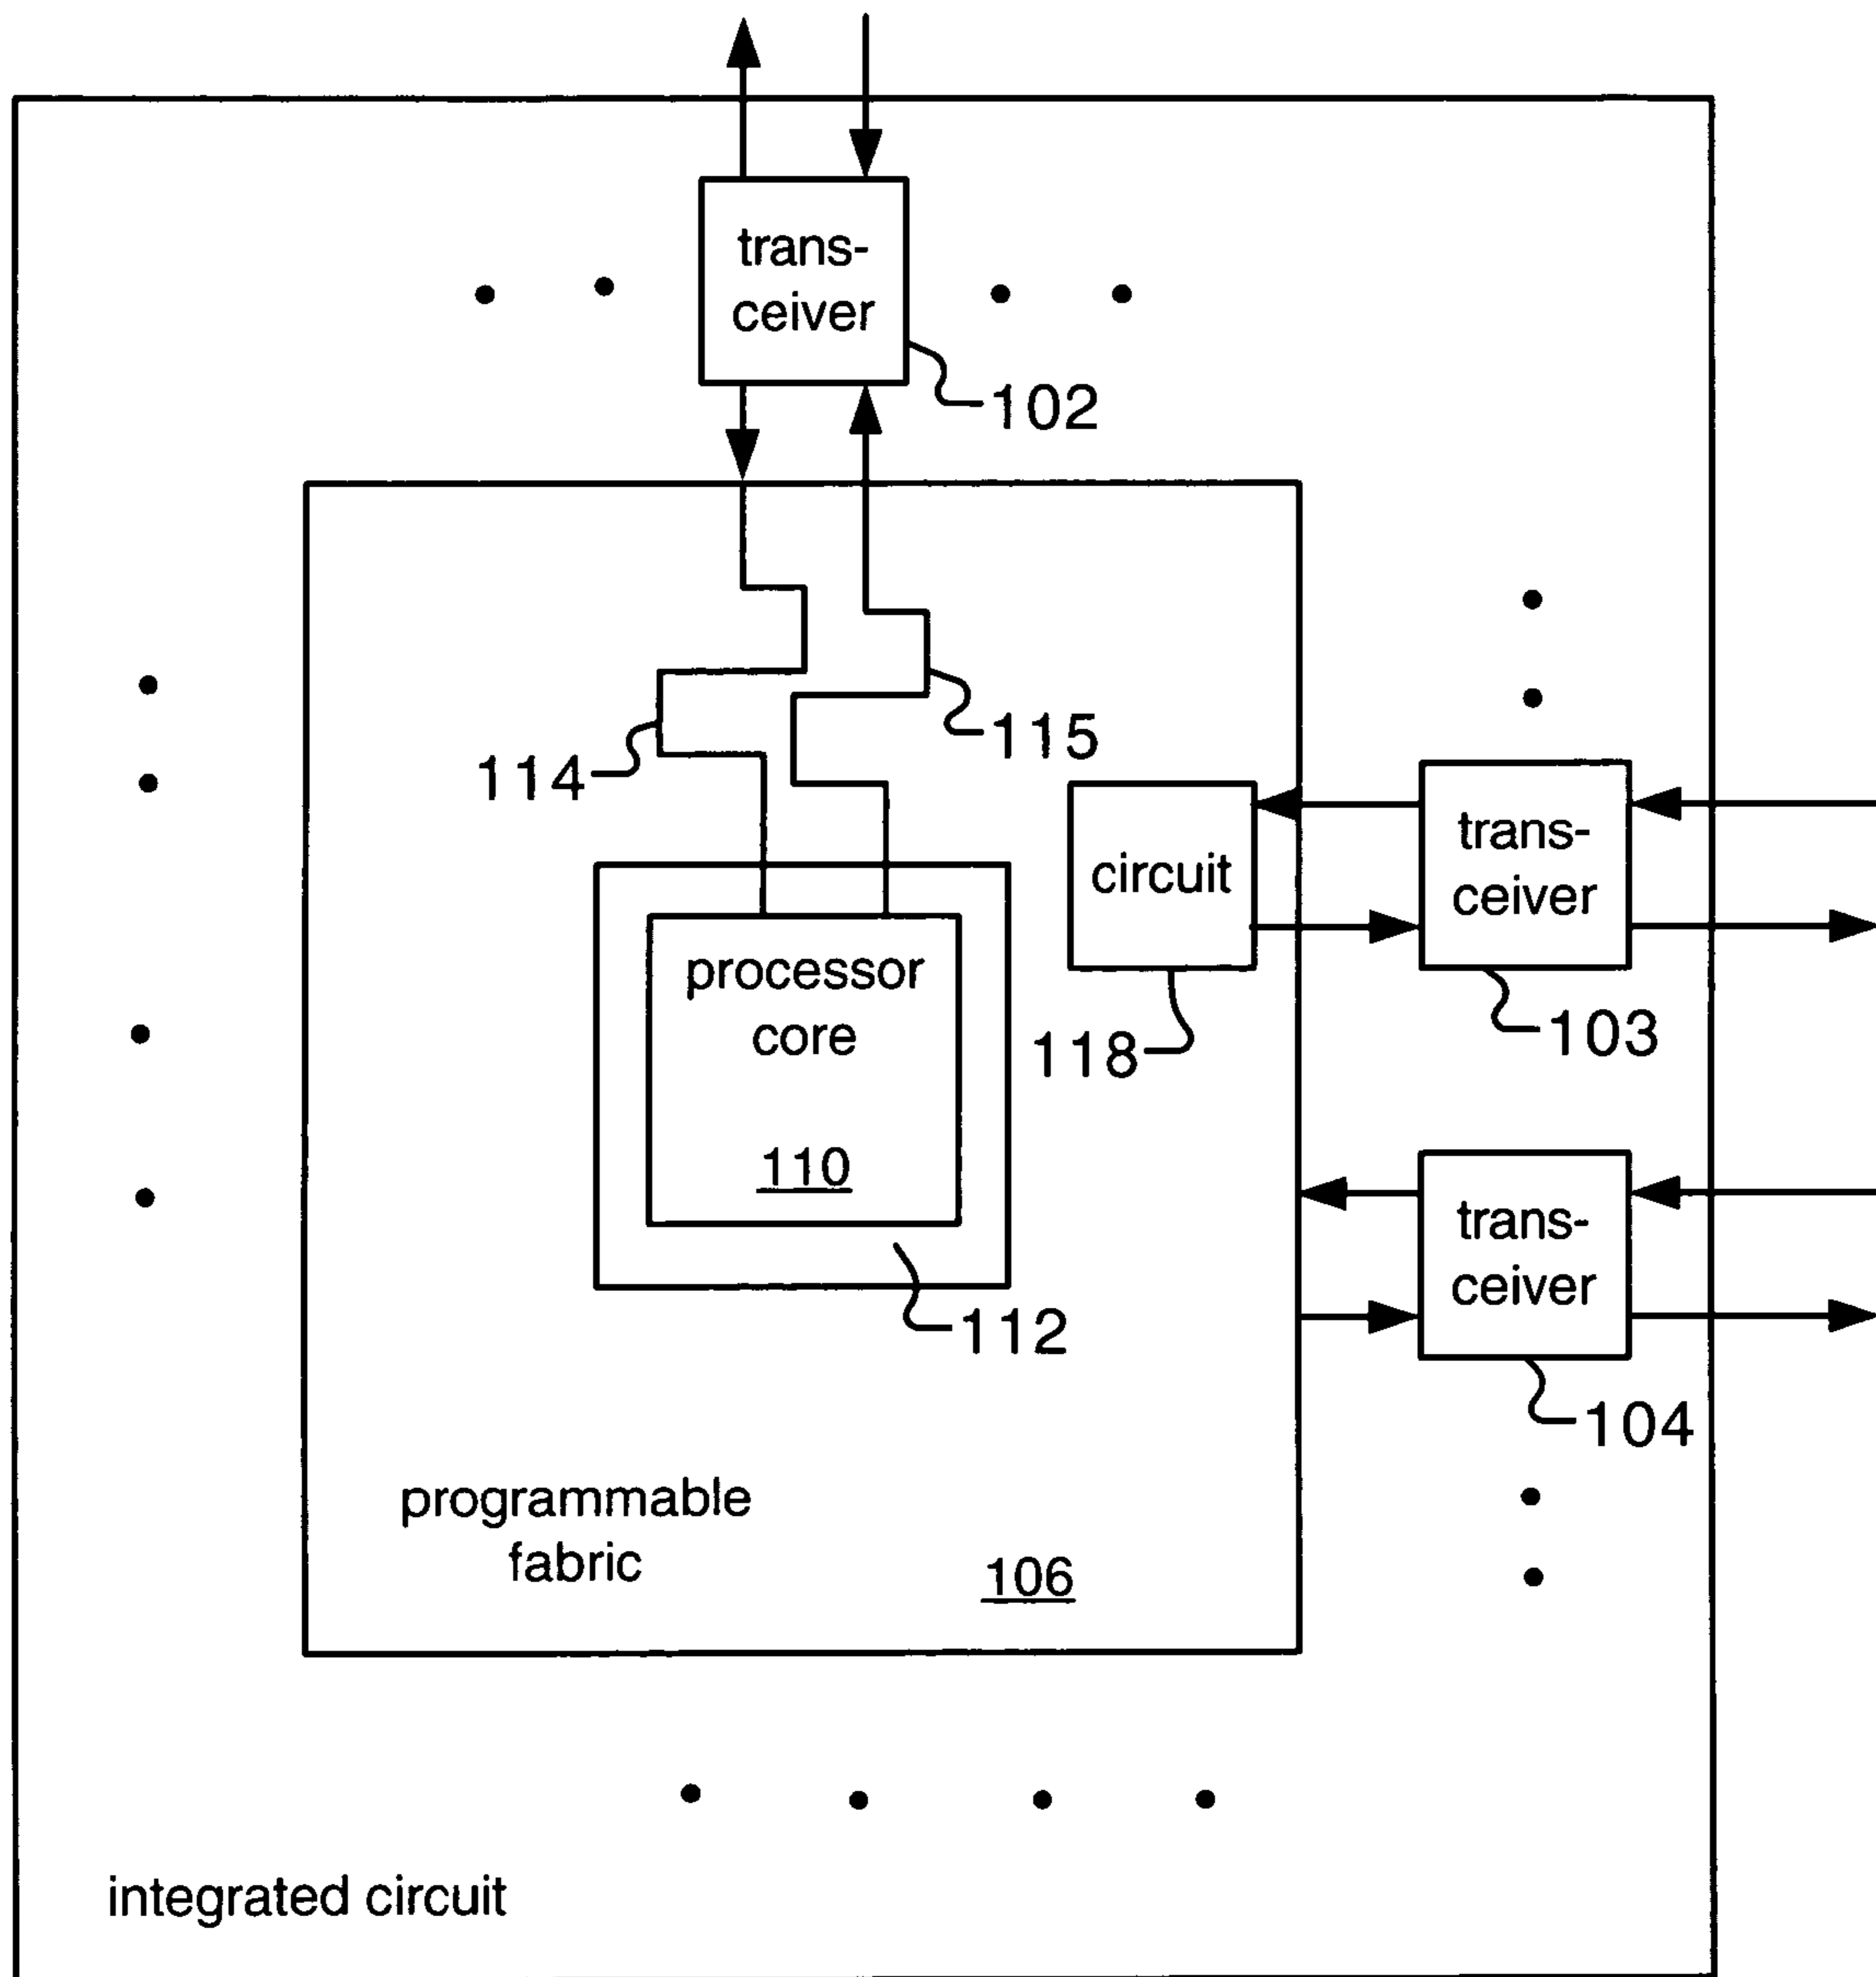 trans-
ceiver
102
114
115
circuit
118
trans-
ceiver
103
processor
core
110
112
trans-
ceiver
104
programmable
fabric
106
integrated circuit